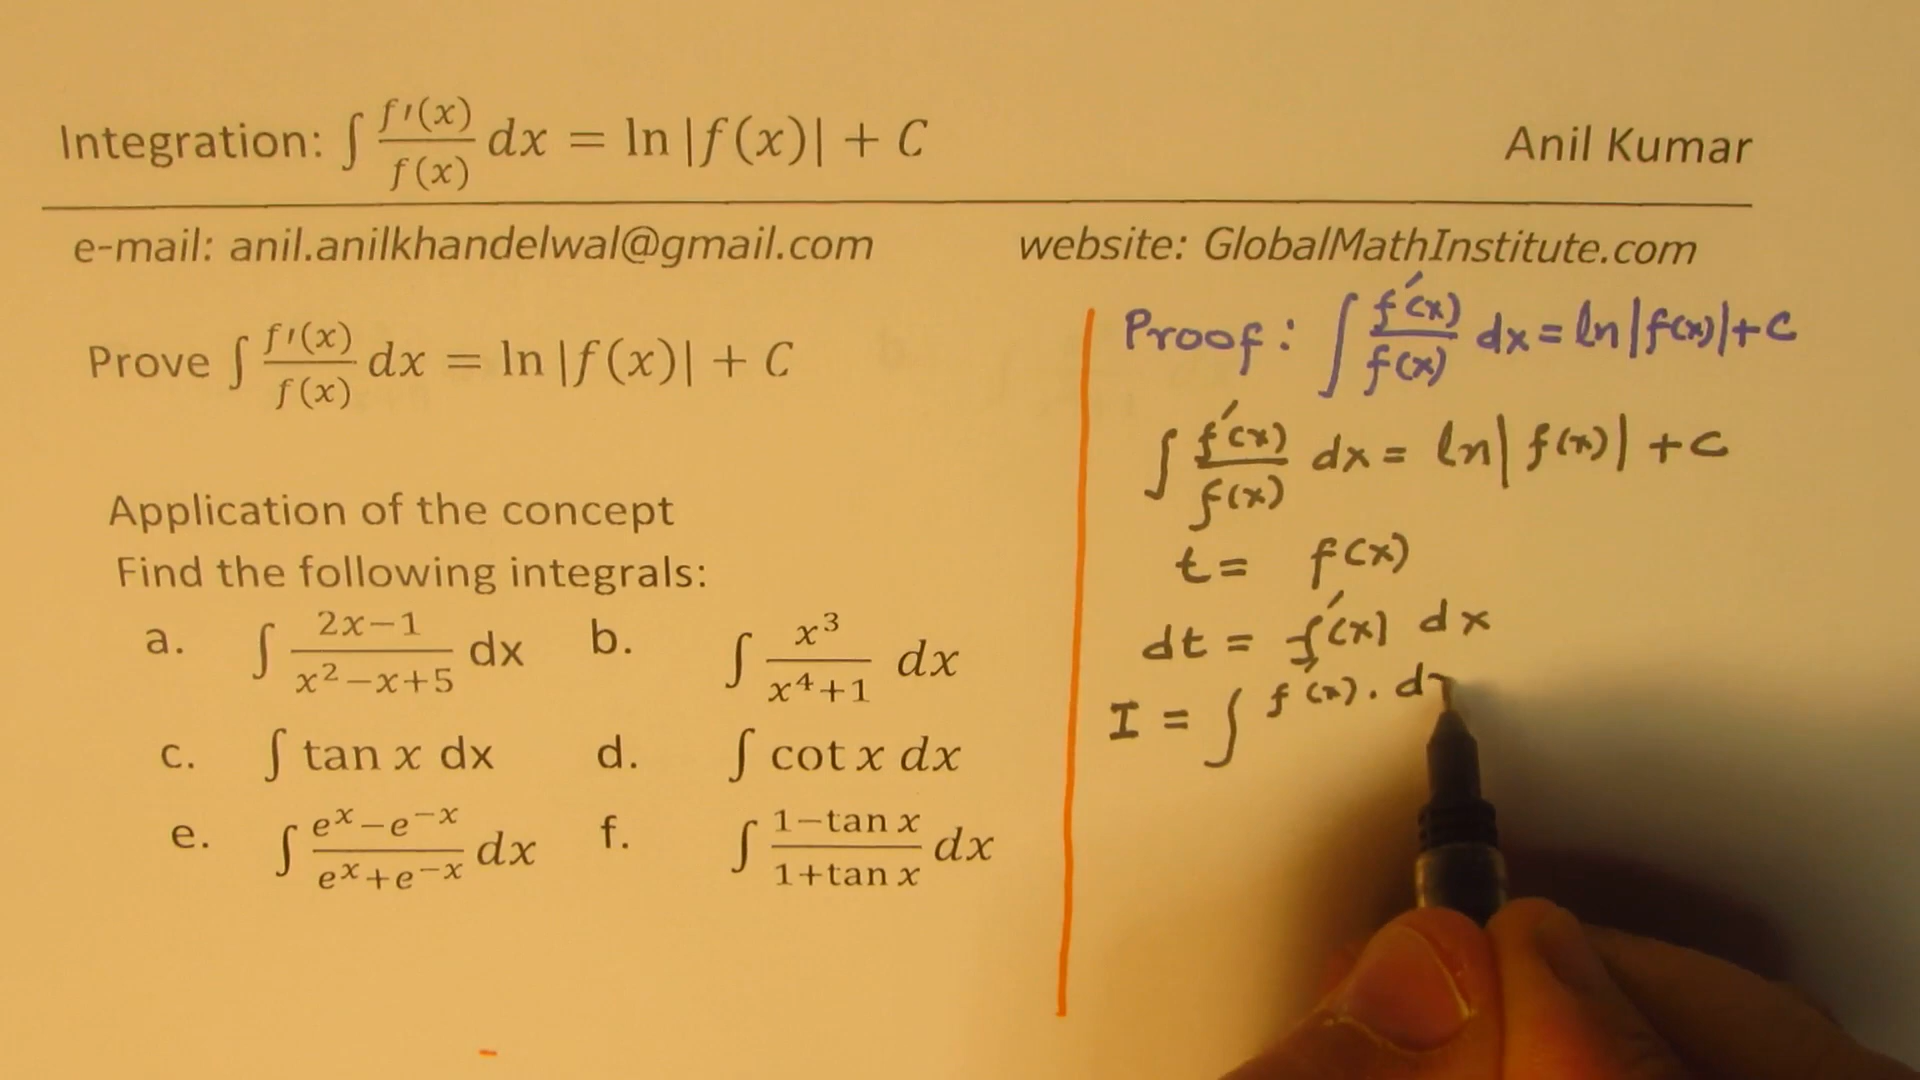 Integration: ∫ f′(x)/f(x) dx = ln |f(x)| + C
Anil Kumar
e-mail: anil.anilkhandelwal@gmail.com
website: GlobalMathInstitute.com
Prove ∫ f′(x)/f(x) dx = ln |f(x)| + C
Application of the concept
Find the following integrals:
a. ∫ (2x−1)/(x²−x+5) dx b. ∫ x³/(x⁴+1) dx
c. ∫ tan x dx d. ∫ cot x dx
e. ∫ (eˣ−e⁻ˣ)/(eˣ+e⁻ˣ) dx f. ∫ (1−tan x)/(1+tan x) dx
Proof: ∫ f′(x)/f(x) dx = ln|f(x)|+C
∫ f′(x)/f(x) dx = ln| f(x)| +C
t = f(x)
dt = f′(x) dx
I = ∫ f′(x) .